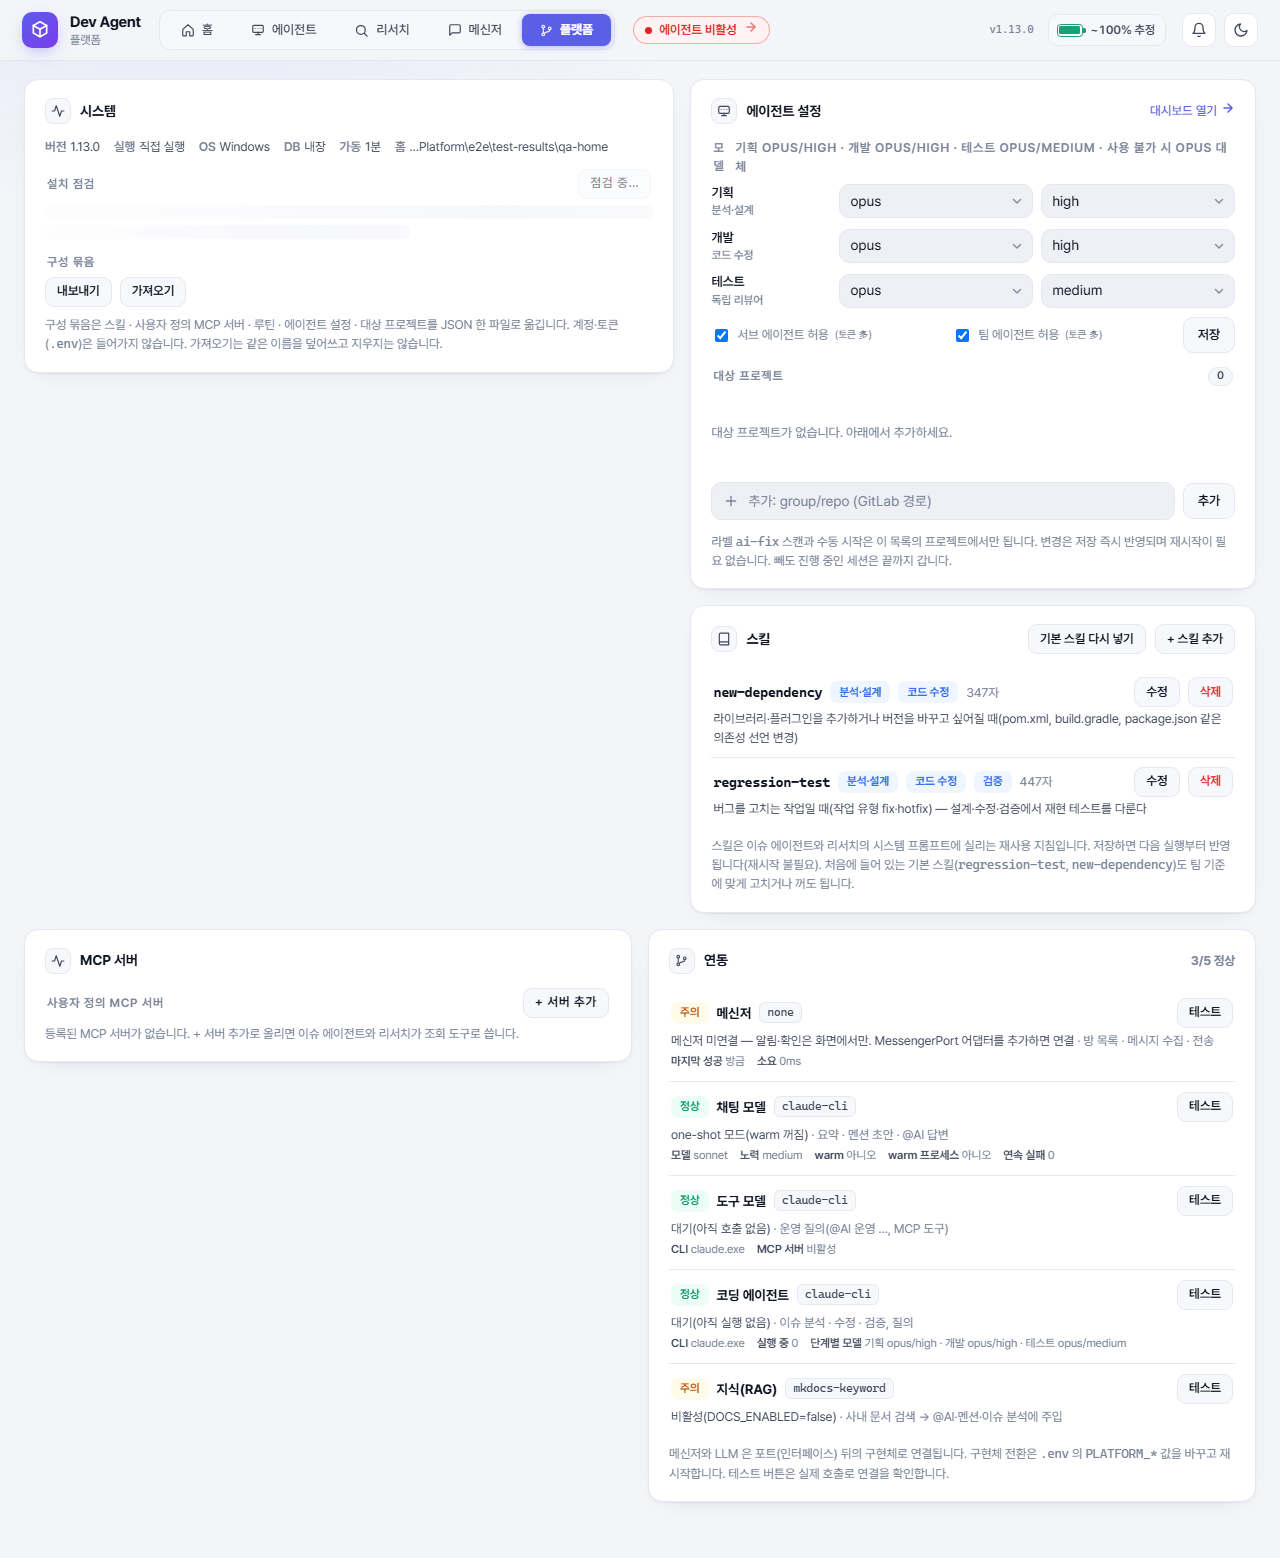 Dev Agent
플랫폼
홈
에이전트
리서치
메신저
플랫폼
에이전트 비활성 →
v1.13.0
~100% 추정
시스템
버전 1.13.0 실행 직접 실행 OS Windows DB 내장 가동 1분 홈 …Platform\e2e\test-results\qa-home
설치 점검
점검 중…
구성 묶음
내보내기
가져오기
구성 묶음은 스킬 · 사용자 정의 MCP 서버 · 루틴 · 에이전트 설정 · 대상 프로젝트를 JSON 한 파일로 옮깁니다. 계정·토큰
(.env)은 들어가지 않습니다. 가져오기는 같은 이름을 덮어쓰고 지우지는 않습니다.
에이전트 설정
대시보드 열기 →
모델
기획 OPUS/HIGH · 개발 OPUS/HIGH · 테스트 OPUS/MEDIUM · 사용 불가 시 OPUS 대
체
기획
분석·설계
opus
high
개발
코드 수정
opus
high
테스트
독립 리뷰어
opus
medium
서브 에이전트 허용 (토큰 多)
팀 에이전트 허용 (토큰 多)
저장
대상 프로젝트
0
대상 프로젝트가 없습니다. 아래에서 추가하세요.
추가: group/repo (GitLab 경로)
추가
라벨 ai-fix 스캔과 수동 시작은 이 목록의 프로젝트에서만 됩니다. 변경은 저장 즉시 반영되며 재시작이 필
요 없습니다. 빼도 진행 중인 세션은 끝까지 갑니다.
스킬
기본 스킬 다시 넣기
+ 스킬 추가
new-dependency 분석·설계 코드 수정 347자
수정
삭제
라이브러리·플러그인을 추가하거나 버전을 바꾸고 싶어질 때(pom.xml, build.gradle, package.json 같은
의존성 선언 변경)
regression-test 분석·설계 코드 수정 검증 447자
수정
삭제
버그를 고치는 작업일 때(작업 유형 fix·hotfix) — 설계·수정·검증에서 재현 테스트를 다룬다
스킬은 이슈 에이전트와 리서치의 시스템 프롬프트에 실리는 재사용 지침입니다. 저장하면 다음 실행부터 반영
됩니다(재시작 불필요). 처음에 들어 있는 기본 스킬(regression-test, new-dependency)도 팀 기준
에 맞게 고치거나 꺼도 됩니다.
MCP 서버
사용자 정의 MCP 서버
+ 서버 추가
등록된 MCP 서버가 없습니다. + 서버 추가로 올리면 이슈 에이전트와 리서치가 조회 도구로 씁니다.
연동
3/5 정상
주의 메신저 none
테스트
메신저 미연결 — 알림·확인은 화면에서만. MessengerPort 어댑터를 추가하면 연결 · 방 목록 · 메시지 수집 · 전송
마지막 성공 방금 소요 0ms
정상 채팅 모델 claude-cli
테스트
one-shot 모드(warm 꺼짐) · 요약 · 멘션 초안 · @AI 답변
모델 sonnet 노력 medium warm 아니오 warm 프로세스 아니오 연속 실패 0
정상 도구 모델 claude-cli
테스트
대기(아직 호출 없음) · 운영 질의(@AI 운영 …, MCP 도구)
CLI claude.exe MCP 서버 비활성
정상 코딩 에이전트 claude-cli
테스트
대기(아직 실행 없음) · 이슈 분석 · 수정 · 검증, 질의
CLI claude.exe 실행 중 0 단계별 모델 기획 opus/high · 개발 opus/high · 테스트 opus/medium
주의 지식(RAG) mkdocs-keyword
테스트
비활성(DOCS_ENABLED=false) · 사내 문서 검색 → @AI·멘션·이슈 분석에 주입
메신저와 LLM 은 포트(인터페이스) 뒤의 구현체로 연결됩니다. 구현체 전환은 .env 의 PLATFORM_* 값을 바꾸고 재
시작합니다. 테스트 버튼은 실제 호출로 연결을 확인합니다.